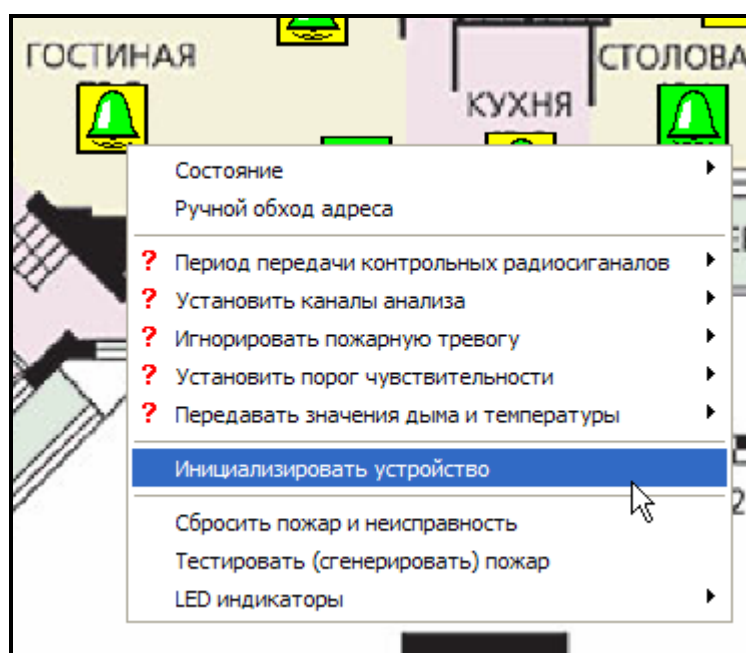 ГОСТИНАЯ
СТОЛОВА
КУХНЯ
Состояние
Ручной обход адреса
? Период передачи контрольных радиосиганалов
? Установить каналы анализа
? Игнорировать пожарную тревогу
? Установить порог чувствительности
? Передавать значения дыма и температуры
Инициализировать устройство
2
Сбросить пожар и неисправность
Тестировать (сгенерировать) пожар
LED индикаторы